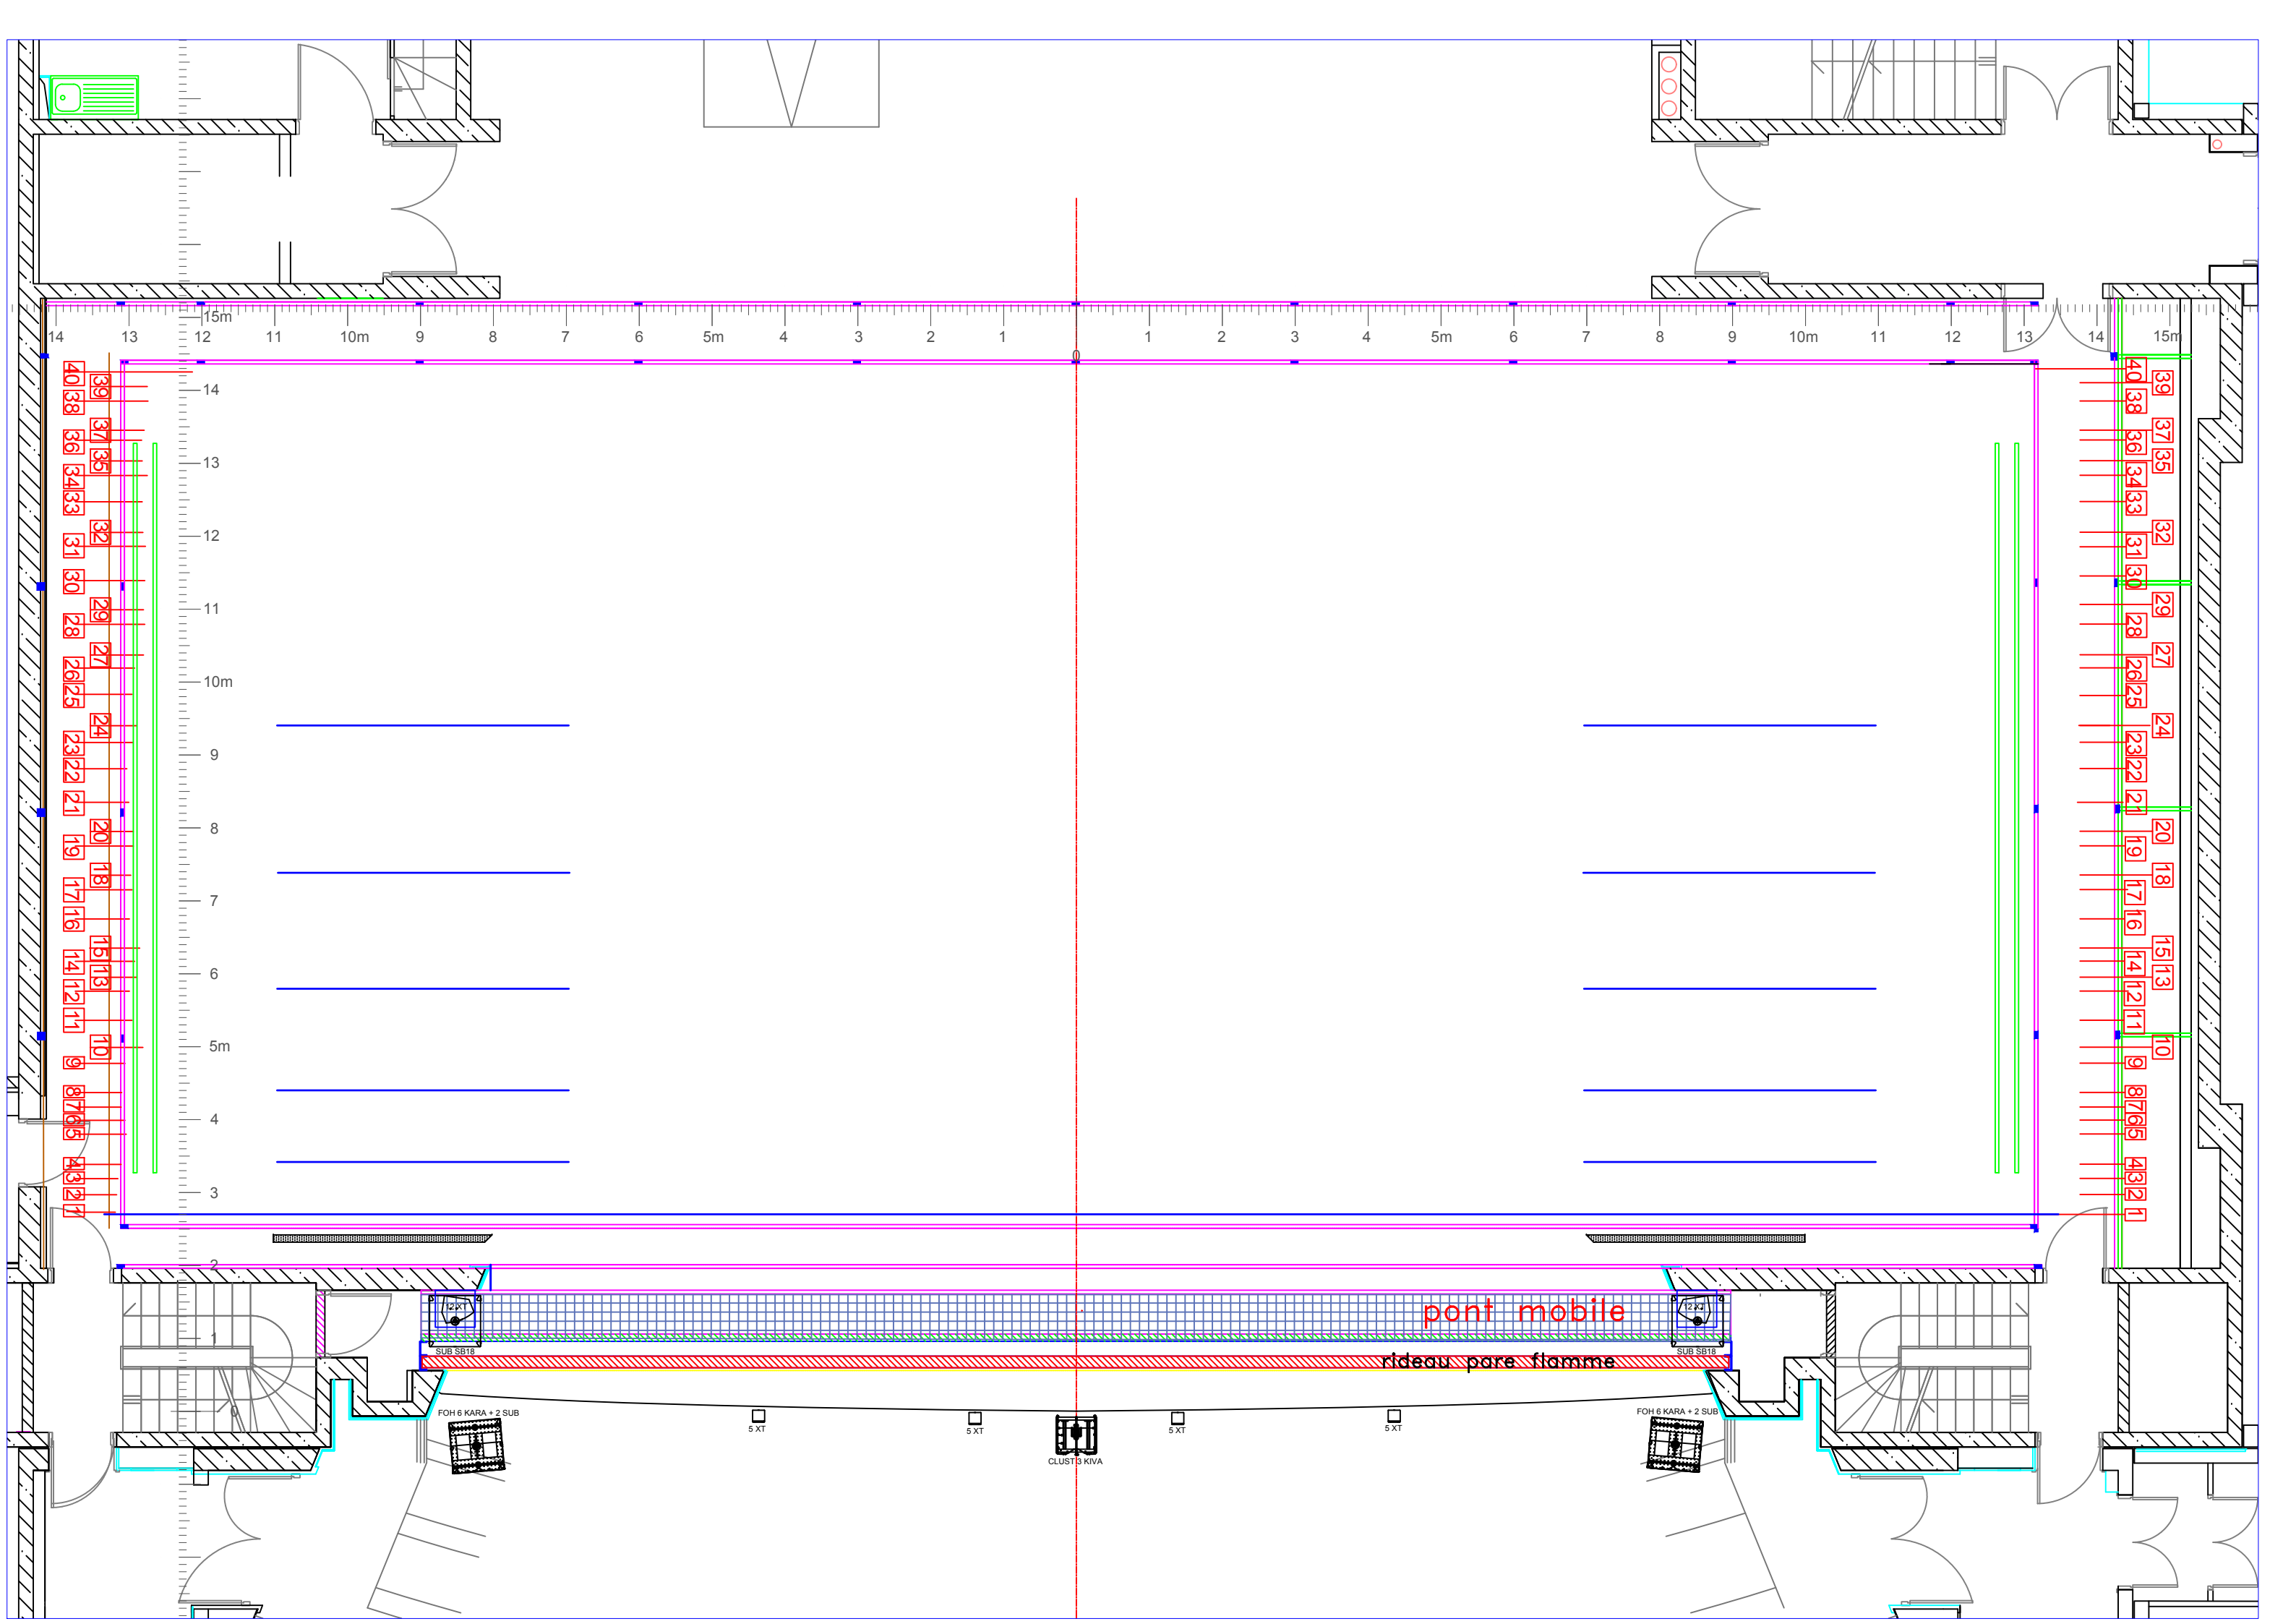 15m
14 13 12 11 10m 9 8 7 6 5m 4 3 2 1 0 1 2 3 4 5m 6 7 8 9 10m 11 12 13 14 15m
40 39 14 40 39
38 38
37 37
36 36
35 13 35
34 34
33 33
32 12 32
31 31
30 30
29 11 29
28 28
27 27
26 10m 26
25 25
24 24
23 9 23
22 22
21 21
20 8 20
19 19
18 18
17 7 17
16 16
15 15
14 6 14
13 13
12 12
11 11
10 5m 10
9 9
8 8
7 7
6 4 6
5 5
4 4
3 3 3
2 2
1 1
2
12 XT pont mobile 12 XT
1
SUB SB18 rideau pare flamme SUB SB18
0
FOH 6 KARA + 2 SUB FOH 6 KARA + 2 SUB
5 XT 5 XT 5 XT 5 XT
CLUST 3 KIVA